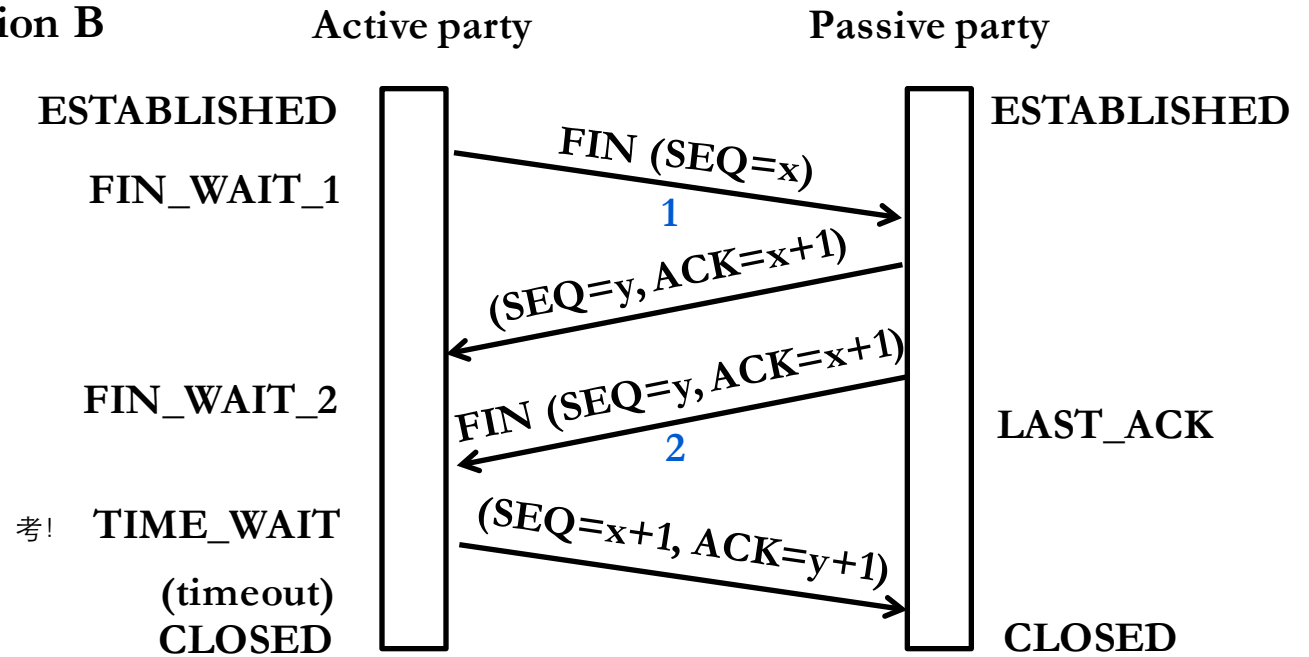 ion B
Active party
Passive party
ESTABLISHED
ESTABLISHED
FIN (SEQ=x)
FIN_WAIT_1
1
(SEQ=y, ACK=x+1)
FIN (SEQ=y, ACK=x+1)
FIN_WAIT_2
LAST_ACK
2
(SEQ=x+1, ACK=y+1)
考! TIME_WAIT
(timeout)
CLOSED
CLOSED